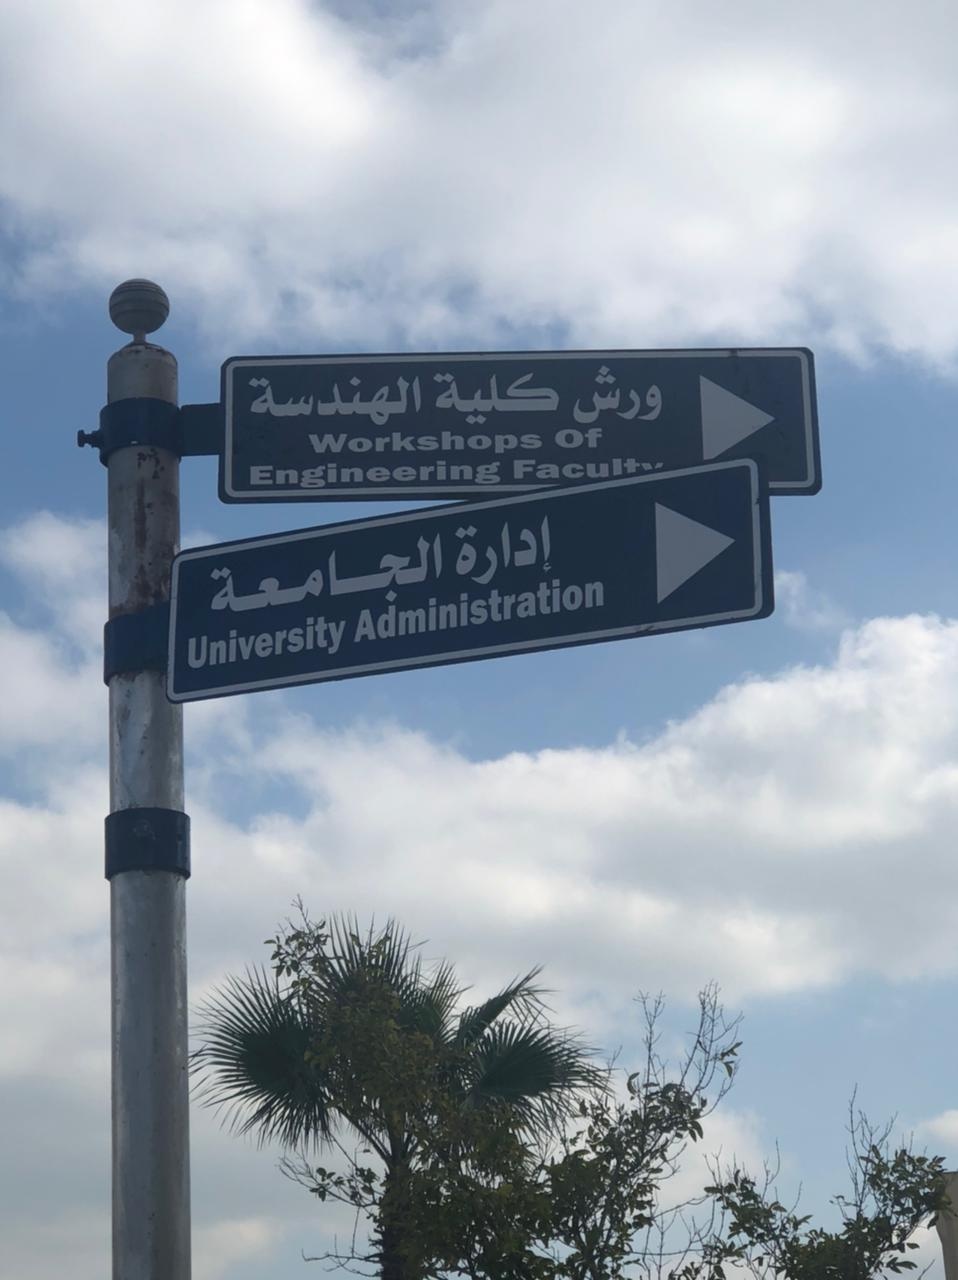 ورش كلية الهندسة
Workshops Of
Engineering Faculty
إدارة الجامعة
University Administration